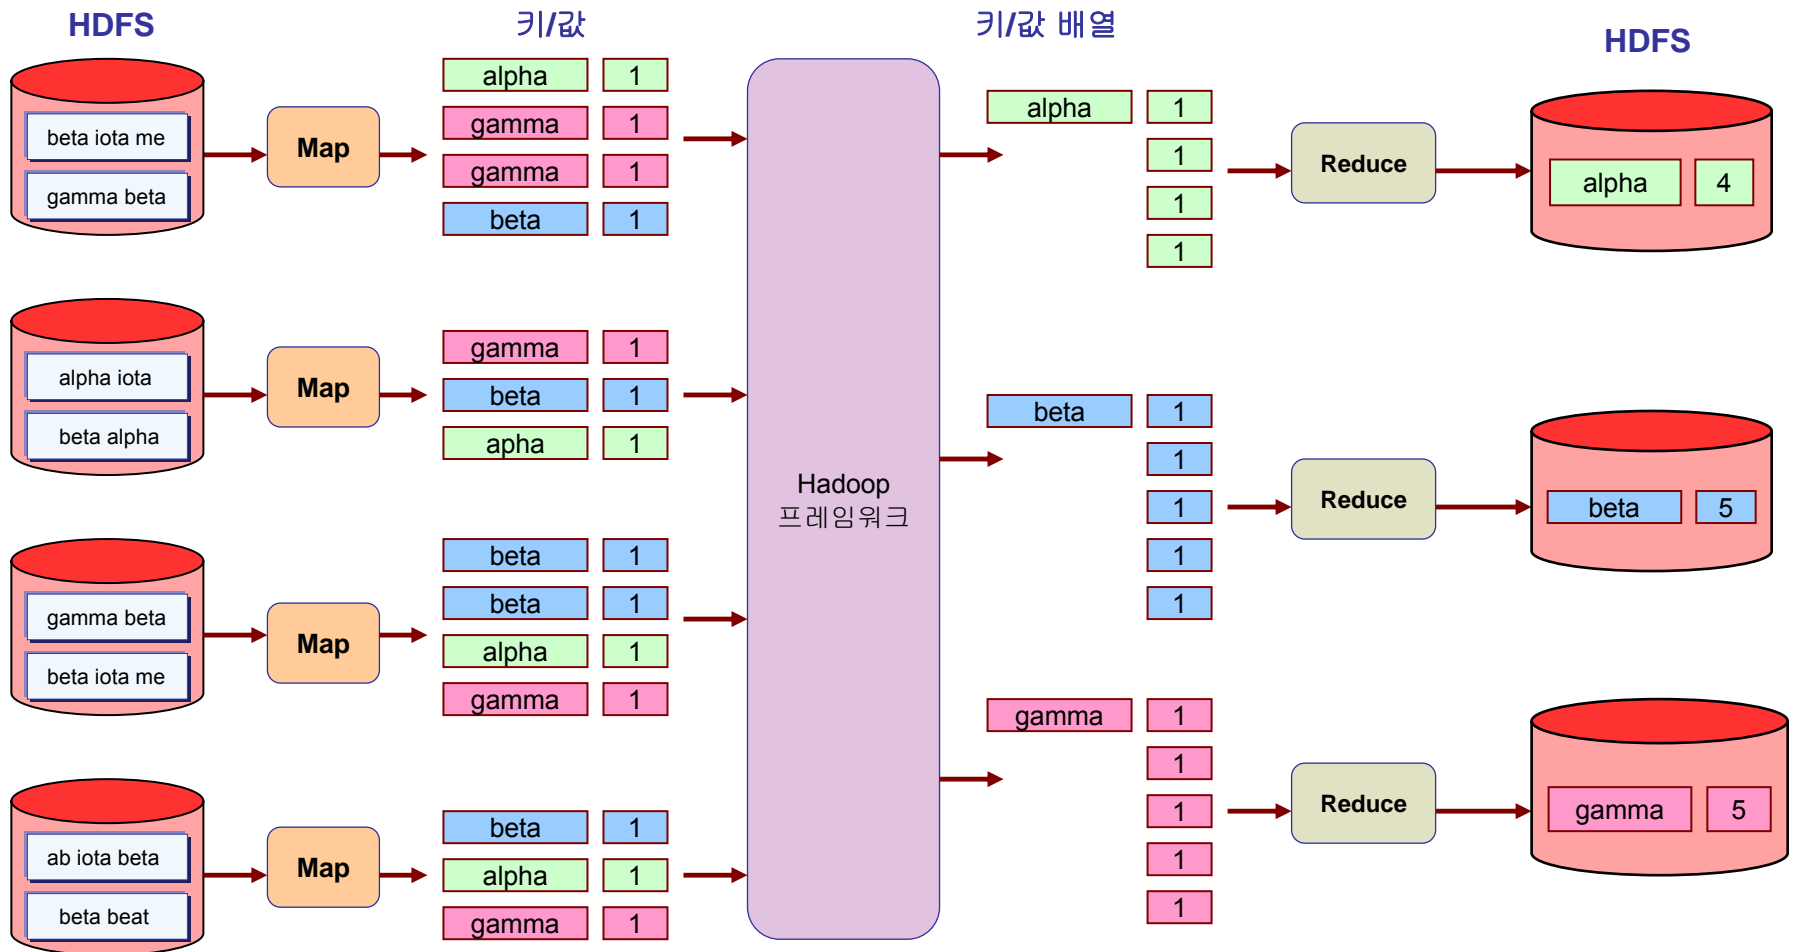 HDFS
키/값
키/값 배열
HDFS
beta iota me
gamma beta
Map
alpha 1
gamma 1
gamma 1
beta 1
alpha iota
beta alpha
Map
gamma 1
beta 1
apha 1
gamma beta
beta iota me
Map
beta 1
beta 1
alpha 1
gamma 1
ab iota beta
beta beat
Map
beta 1
alpha 1
gamma 1
Hadoop
프레임워크
alpha 1
1
1
1
Reduce
alpha 4
beta 1
1
1
1
1
Reduce
beta 5
gamma 1
1
1
1
1
Reduce
gamma 5